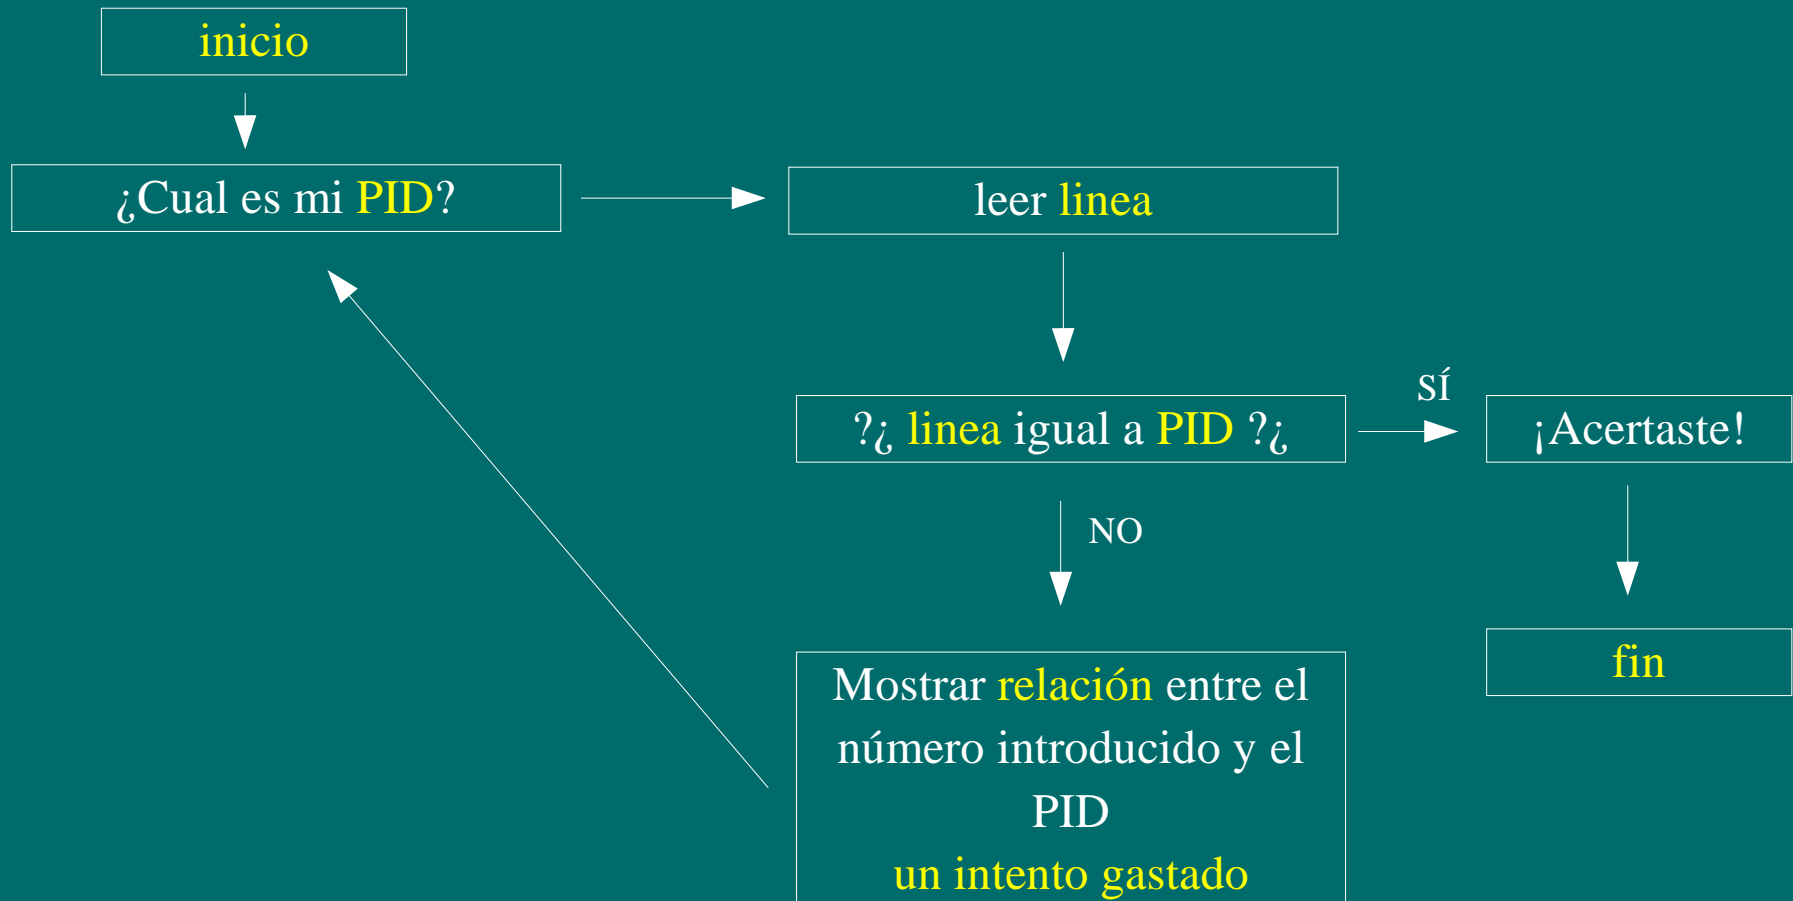 inicio
¿Cual es mi PID?
leer linea
?¿ linea igual a PID ?¿
SÍ
¡Acertaste!
NO
fin
Mostrar relación entre el
número introducido y el
PID
un intento gastado